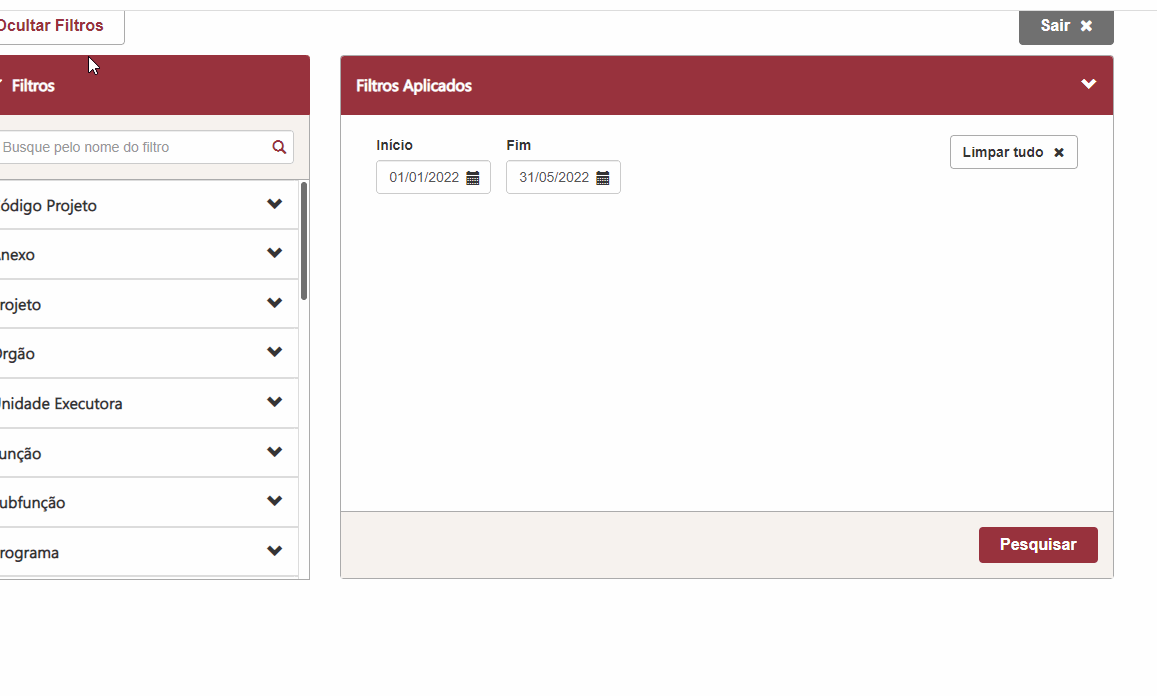 Ocultar Filtros
Sair
Filtros
Filtros Aplicados
Busque pelo nome do filtro
Início
Fim
01/01/2022
31/05/2022
Limpar tudo
ódigo Projeto
nexo
rojeto
Órgão
nidade Executora
unção
ubfunção
rograma
Pesquisar